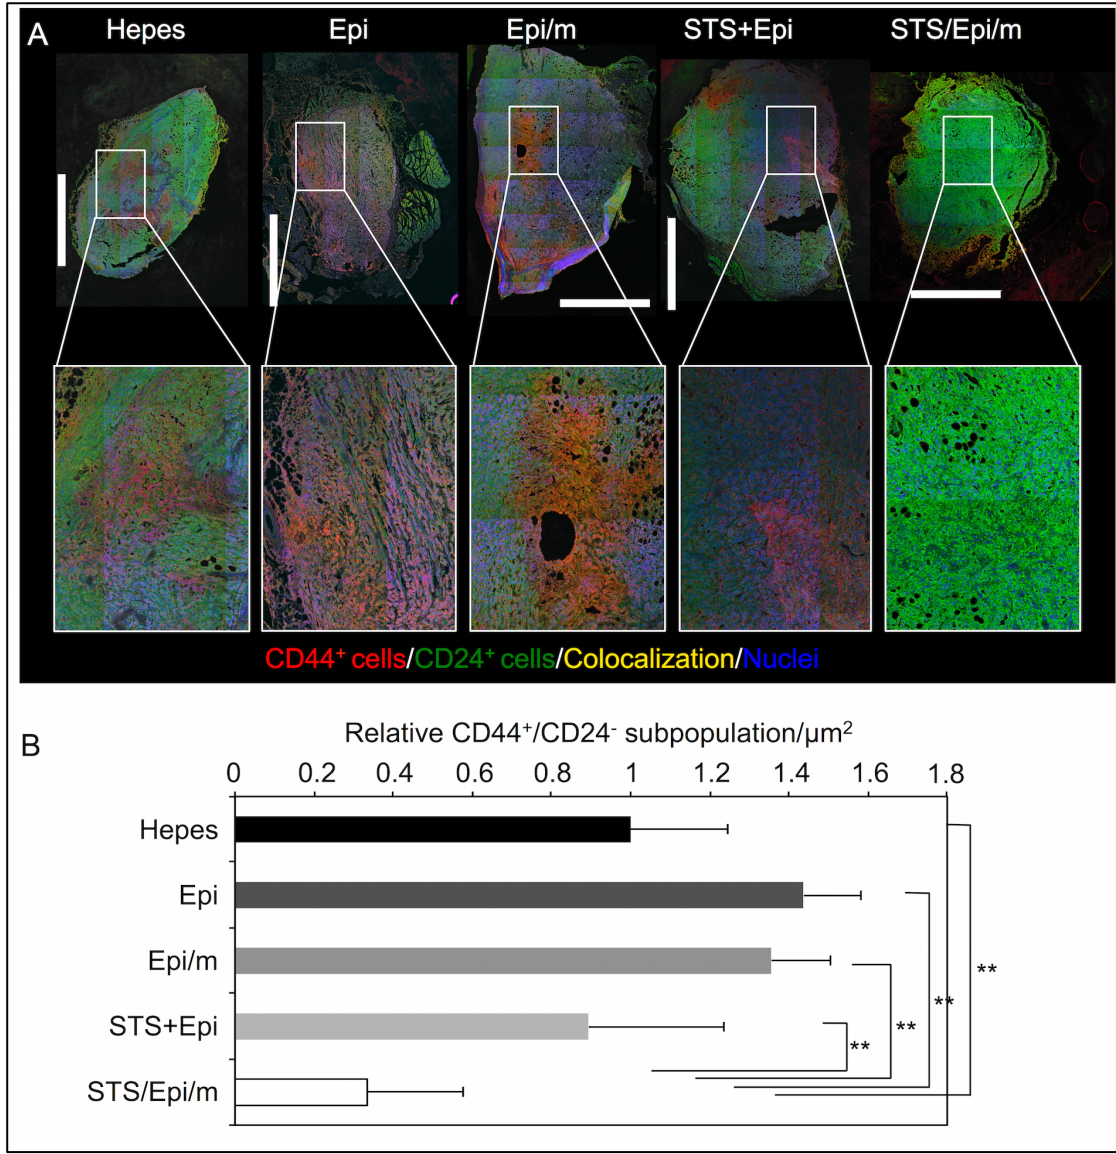 A
Hepes Epi Epi/m STS+Epi STS/Epi/m
CD44⁺ cells/CD24⁺ cells/Colocalization/Nuclei
B
Relative CD44⁺/CD24⁻ subpopulation/μm²
0 0.2 0.4 0.6 0.8 1 1.2 1.4 1.6 1.8
Hepes
Epi
Epi/m
STS+Epi
STS/Epi/m
**
**
**
**